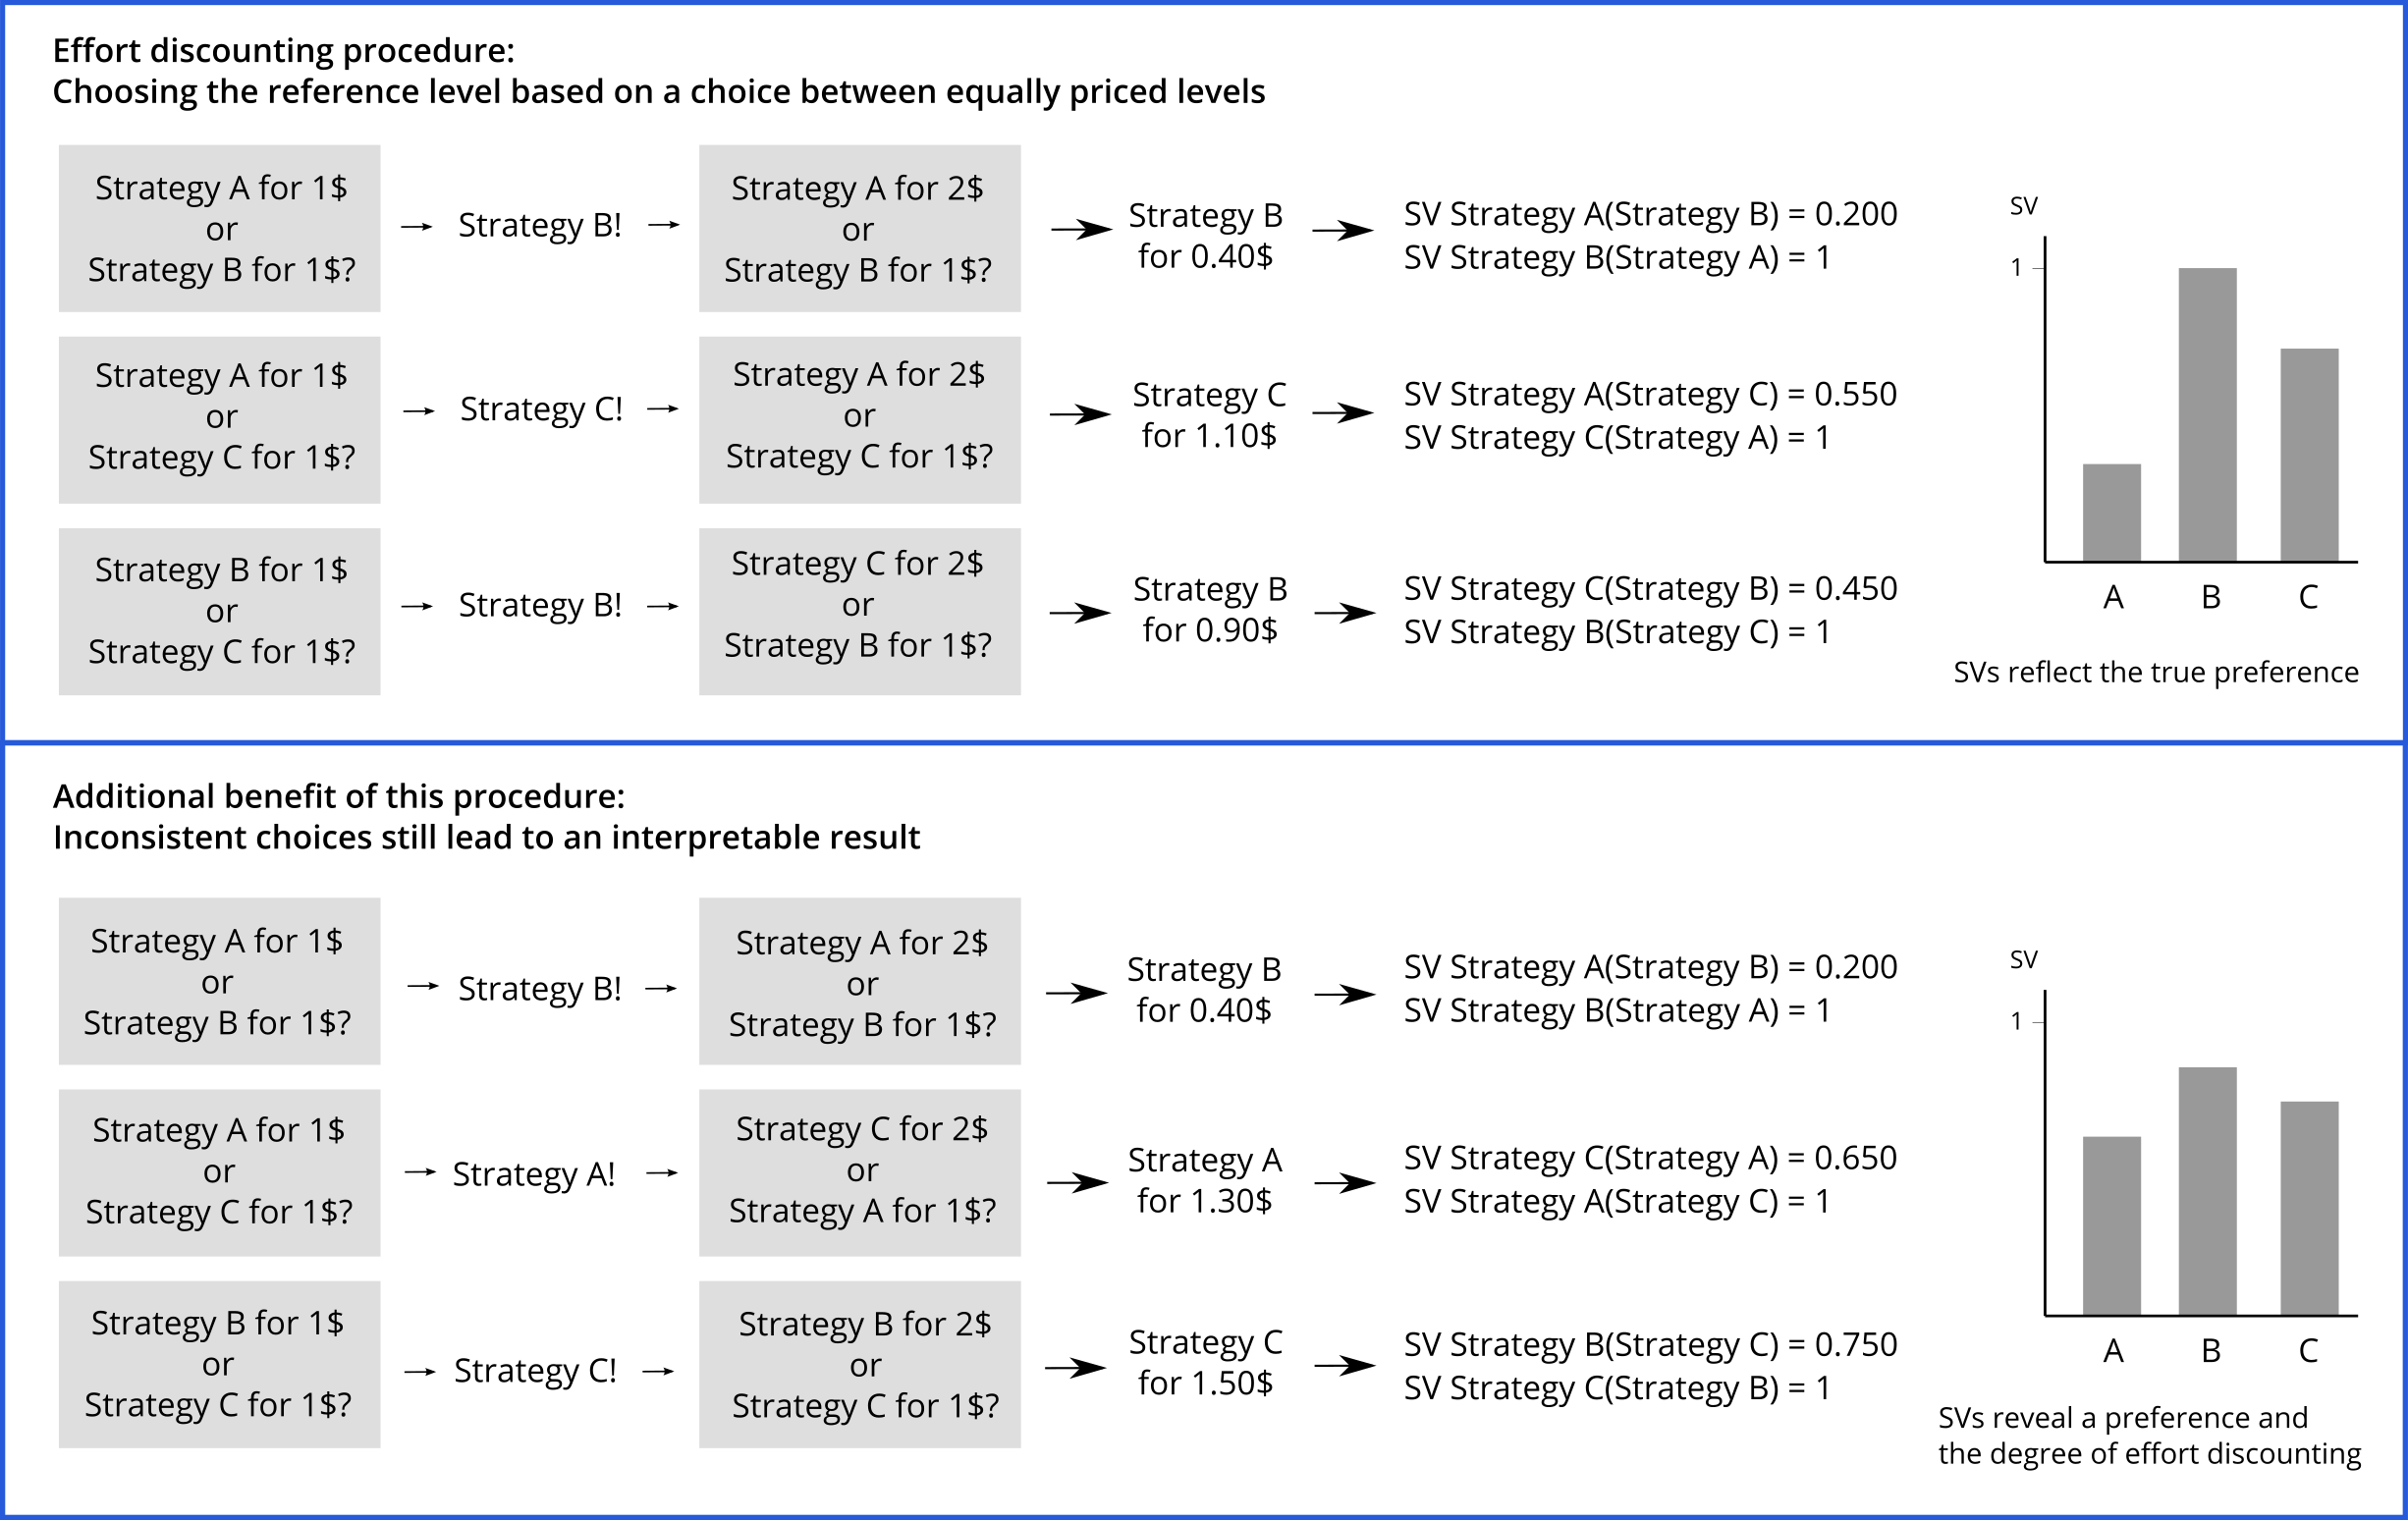 Effort discounting procedure:
Choosing the reference level based on a choice between equally priced levels
Strategy A for 1$
or
Strategy B for 1$?
Strategy B!
Strategy A for 2$
or
Strategy B for 1$?
Strategy B
for 0.40$
SV Strategy A(Strategy B) = 0.200
SV Strategy B(Strategy A) = 1
Strategy A for 1$
or
Strategy C for 1$?
Strategy C!
Strategy A for 2$
or
Strategy C for 1$?
Strategy C
for 1.10$
SV Strategy A(Strategy C) = 0.550
SV Strategy C(Strategy A) = 1
Strategy B for 1$
or
Strategy C for 1$?
Strategy B!
Strategy C for 2$
or
Strategy B for 1$?
Strategy B
for 0.90$
SV Strategy C(Strategy B) = 0.450
SV Strategy B(Strategy C) = 1
SV
1
A B C
SVs reflect the true preference
Additional benefit of this procedure:
Inconsistent choices still lead to an interpretable result
Strategy A for 1$
or
Strategy B for 1$?
Strategy B!
Strategy A for 2$
or
Strategy B for 1$?
Strategy B
for 0.40$
SV Strategy A(Strategy B) = 0.200
SV Strategy B(Strategy A) = 1
Strategy A for 1$
or
Strategy C for 1$?
Strategy A!
Strategy C for 2$
or
Strategy A for 1$?
Strategy A
for 1.30$
SV Strategy C(Strategy A) = 0.650
SV Strategy A(Strategy C) = 1
Strategy B for 1$
or
Strategy C for 1$?
Strategy C!
Strategy B for 2$
or
Strategy C for 1$?
Strategy C
for 1.50$
SV Strategy B(Strategy C) = 0.750
SV Strategy C(Strategy B) = 1
SV
1
A B C
SVs reveal a preference and
the degree of effort discounting